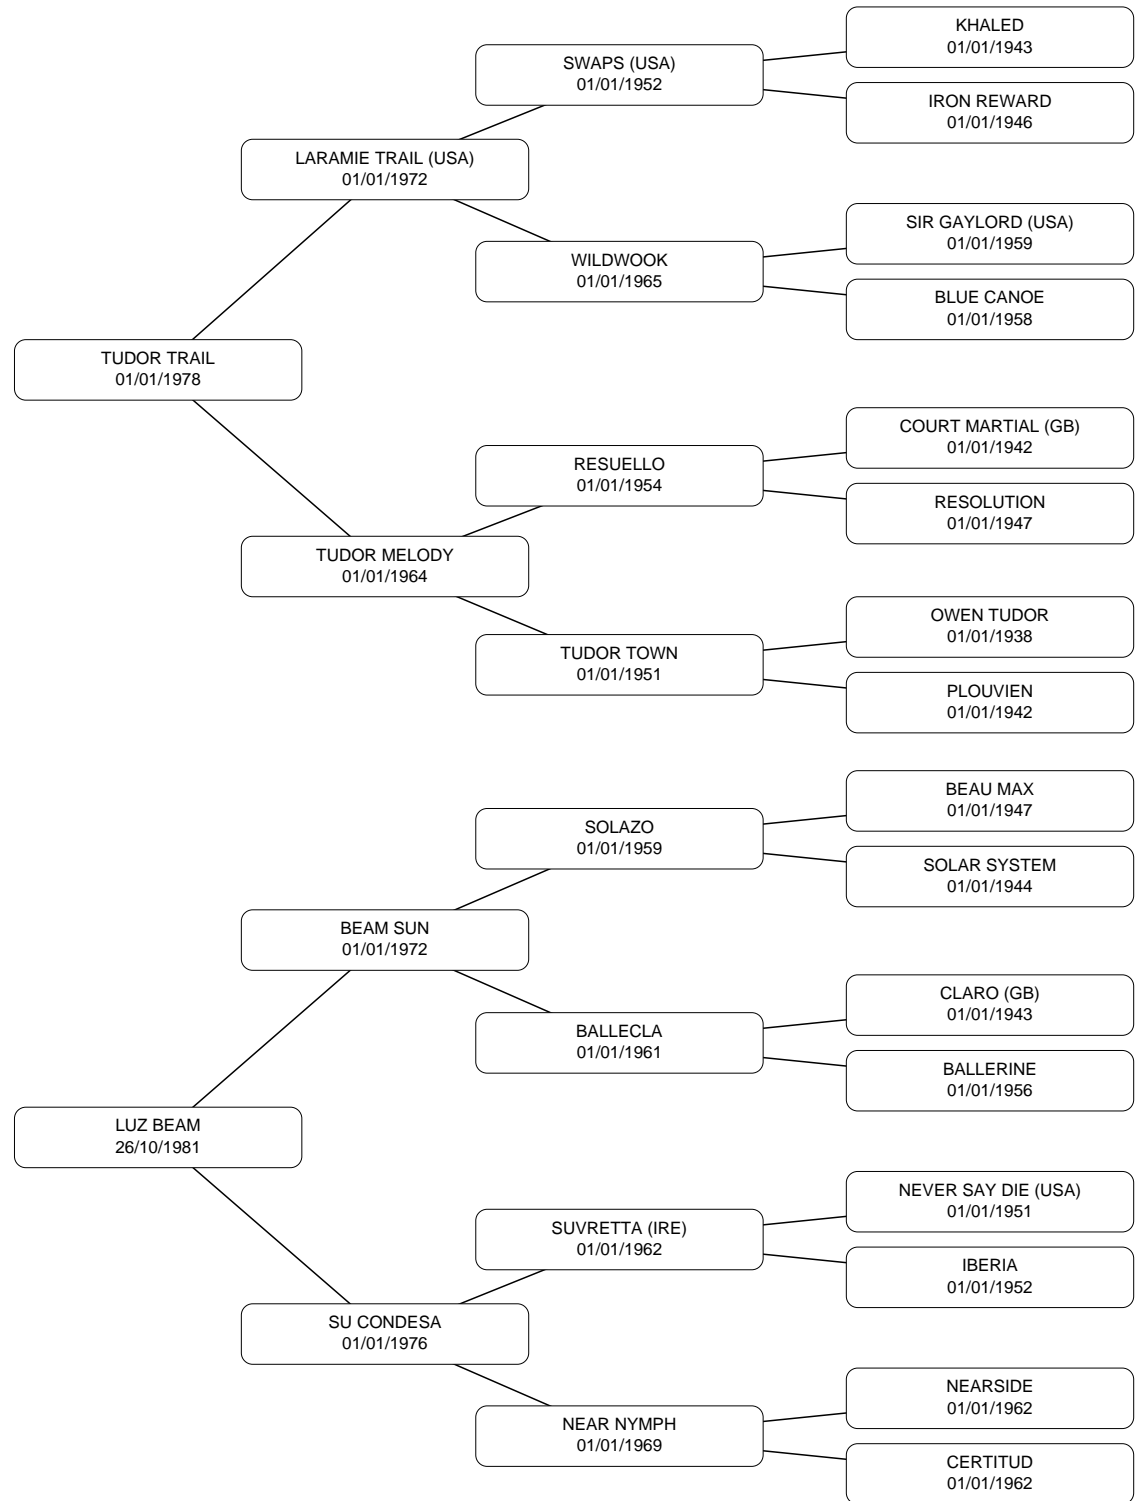 KHALED
01/01/1943
SWAPS (USA)
01/01/1952
IRON REWARD
01/01/1946
LARAMIE TRAIL (USA)
01/01/1972
SIR GAYLORD (USA)
01/01/1959
WILDWOOK
01/01/1965
BLUE CANOE
01/01/1958
TUDOR TRAIL
01/01/1978
COURT MARTIAL (GB)
01/01/1942
RESUELLO
01/01/1954
RESOLUTION
01/01/1947
TUDOR MELODY
01/01/1964
OWEN TUDOR
01/01/1938
TUDOR TOWN
01/01/1951
PLOUVIEN
01/01/1942
BEAU MAX
01/01/1947
SOLAZO
01/01/1959
SOLAR SYSTEM
01/01/1944
BEAM SUN
01/01/1972
CLARO (GB)
01/01/1943
BALLECLA
01/01/1961
BALLERINE
01/01/1956
LUZ BEAM
26/10/1981
NEVER SAY DIE (USA)
01/01/1951
SUVRETTA (IRE)
01/01/1962
IBERIA
01/01/1952
SU CONDESA
01/01/1976
NEARSIDE
01/01/1962
NEAR NYMPH
01/01/1969
CERTITUD
01/01/1962